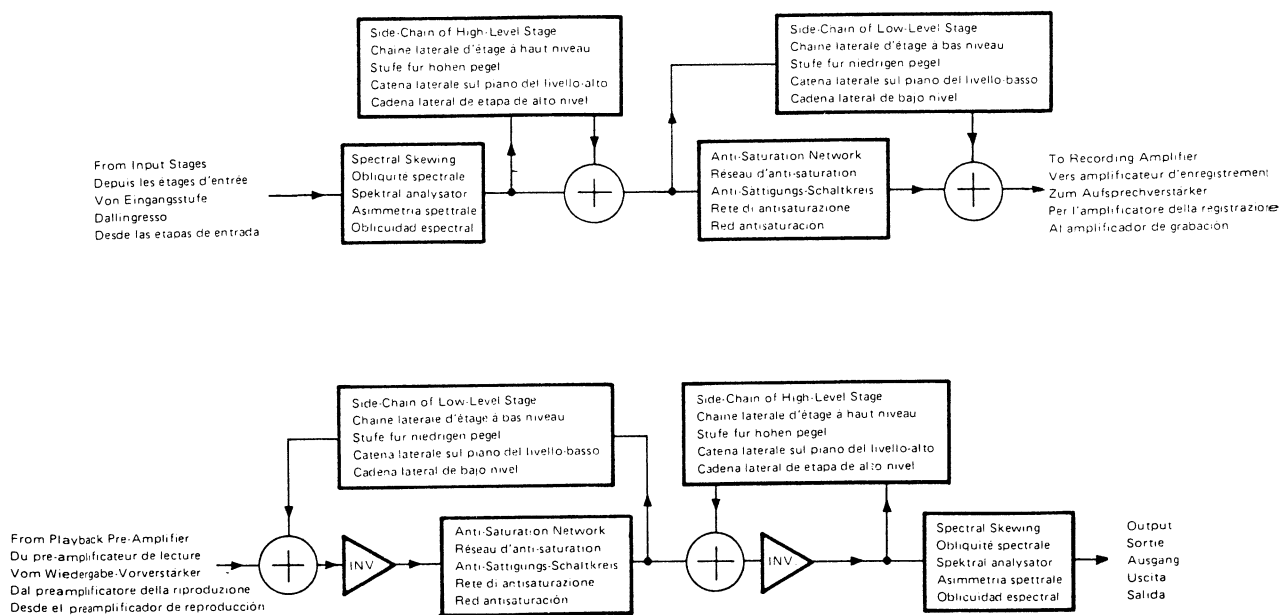 Side-Chain of High-Level Stage
Chaine laterale d'étage à haut niveau
Stufe fur hohen pegel
Catena laterale sul piano del livello-alto
Cadena lateral de etapa de alto nivel
Side-Chain of Low-Level Stage
Chaine laterale d'étage à bas niveau
Stufe fur niedrigen pegel
Catena laterale sul piano del livello-basso
Cadena lateral de bajo nivel
From Input Stages
Depuis les étages d'entrée
Von Eingangsstufe
Dallingresso
Desde las etapas de entrada
Spectral Skewing
Obliquité spectrale
Spektral analysator
Asimmetria spettrale
Oblicuidad espectral
Anti-Saturation Network
Réseau d'anti-saturation
Anti-Sättigungs-Schaltkreis
Rete di antisaturazione
Red antisaturación
To Recording Amplifier
Vers amplificateur d'enregistrement
Zum Aufsprechverstärker
Per l'amplificatore della registrazione
Al amplificador de grabación
Side-Chain of Low-Level Stage
Chaine laterale d'étage à bas niveau
Stufe fur niedrigen pegel
Catena laterale sul piano del livello-basso
Cadena lateral de bajo nivel
Side-Chain of High-Level Stage
Chaine laterale d'étage à haut niveau
Stufe fur hohen pegel
Catena laterale sul piano del livello-alto
Cadena lateral de etapa de alto nivel
From Playback Pre-Amplifier
Du pre-amplificateur de lecture
Vom Wiedergabe-Vorverstärker
Dal preamplificatore della riproduzione
Desde el preamplificador de reproducción
INV
Anti-Saturation Network
Réseau d'anti-saturation
Anti-Sattigungs-Schaltkreis
Rete di antisaturazione
Red antisaturación
INV
Spectral Skewing
Obliquité spectrale
Spektral analysator
Asimmetria spettrale
Oblicuidad espectral
Output
Sortie
Ausgang
Uscita
Salida